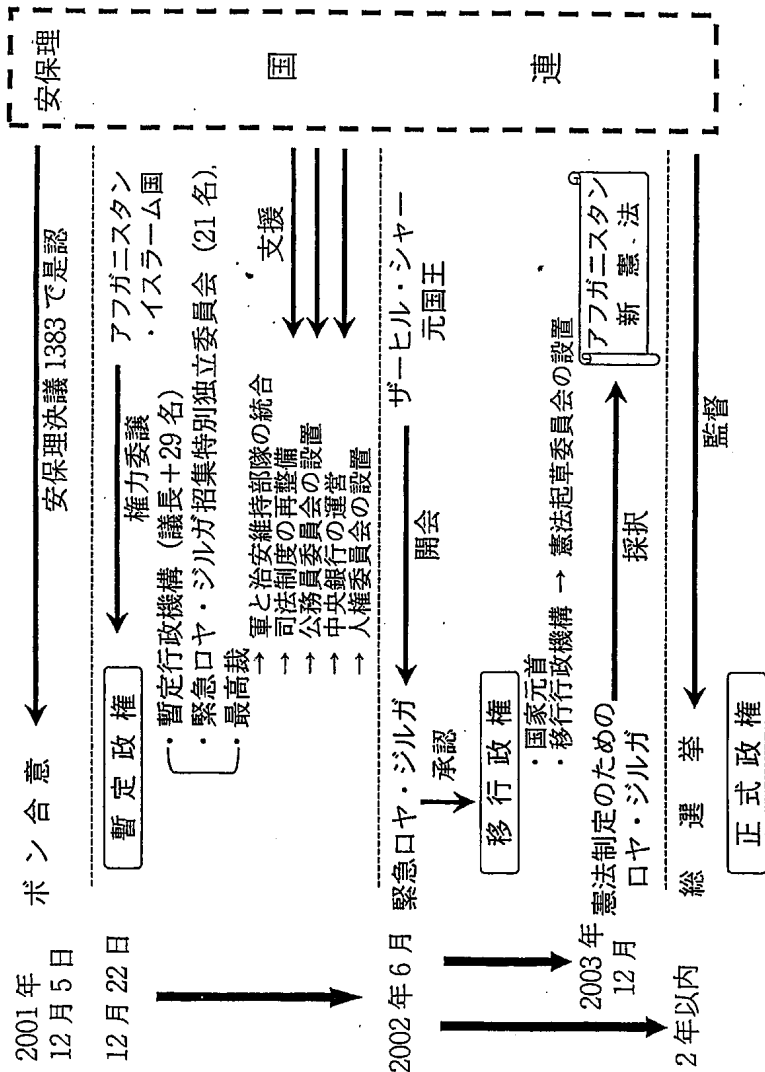 2001年
12月5日
ボン合意
安保理決議1383で是認
安保理
国連
12月22日
暫定政権
権力委譲
アフガニスタン
・イスラーム国
・暫定行政機構（議長＋29名）
・緊急ロヤ・ジルガ招集特別独立委員会（21名）
・最高裁
→ 軍と治安維持部隊の統合
→ 司法制度の再整備
→ 公務員委員会の設置
→ 中央銀行の運営
→ 人権委員会の設置
支援
2002年6月
緊急ロヤ・ジルガ
開会
ザーヒル・シャー
元国王
承認
移行政権
・国家元首
・移行行政機構 → 憲法起草委員会の設置
2003年
12月
憲法制定のための
ロヤ・ジルガ
採択
アフガニスタン
新憲法
2年以内
総選挙
監督
正式政権